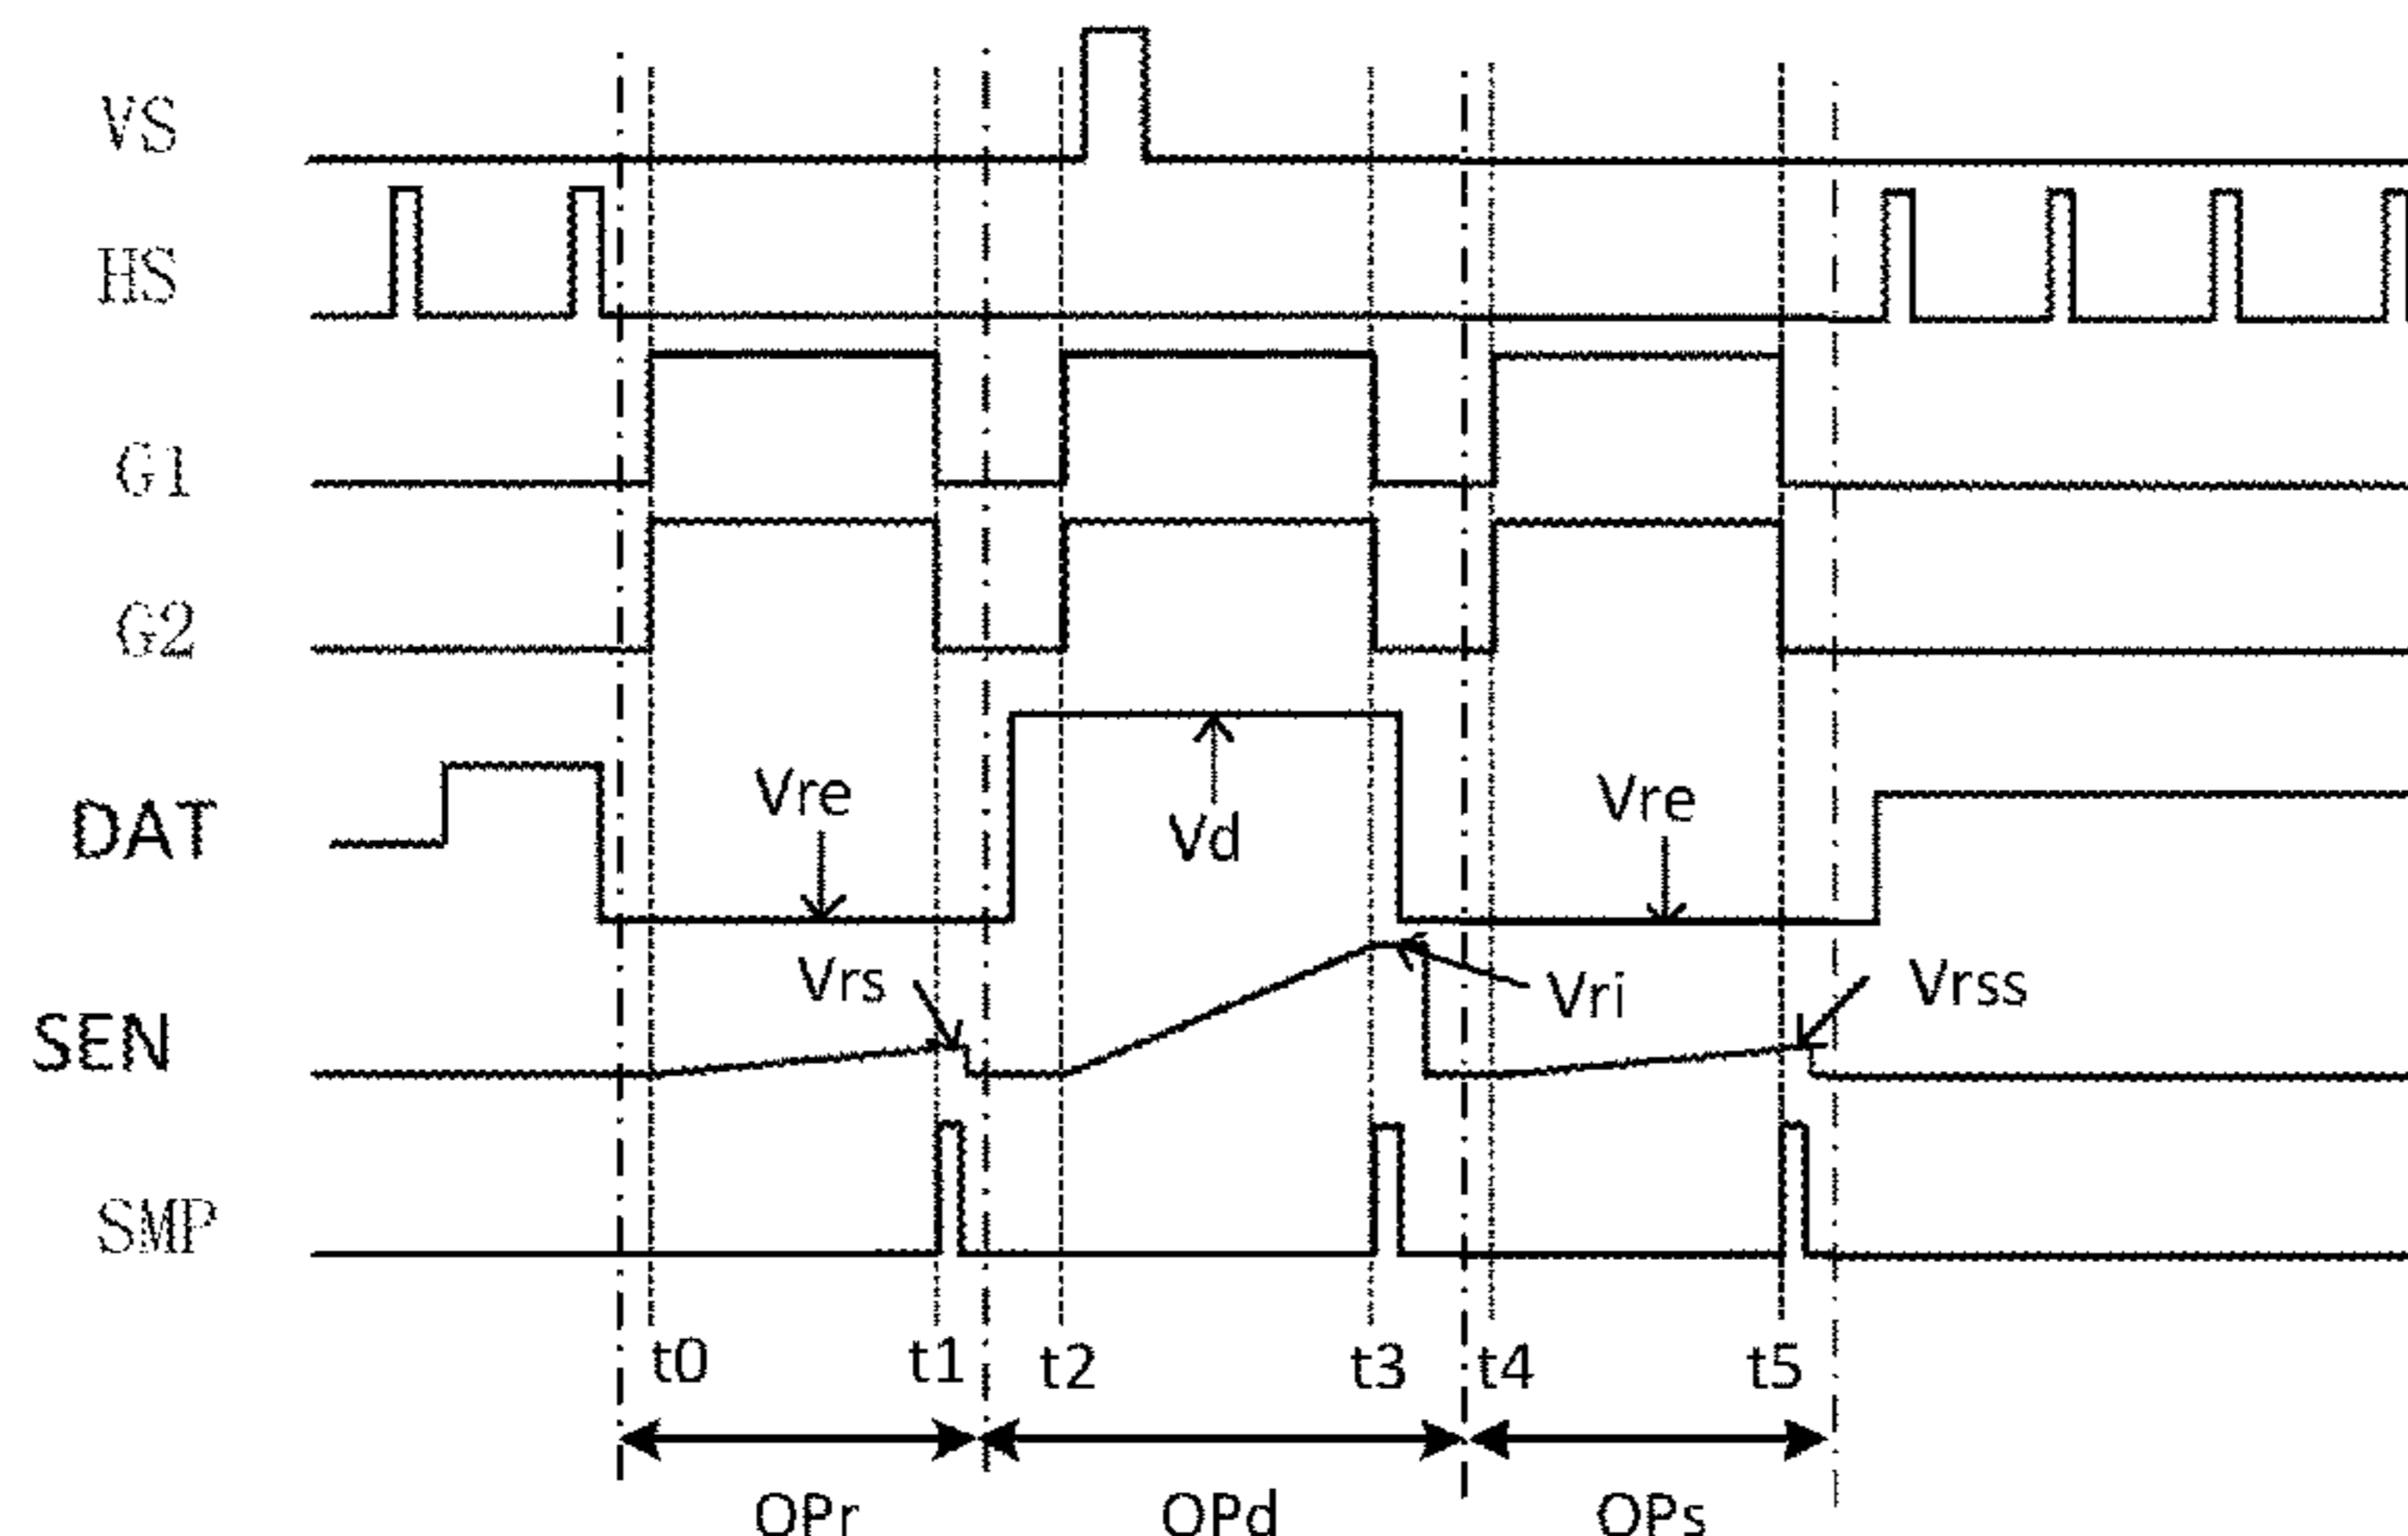 VS
HS
G1
G2
DAT
Vre
Vd
Vre
SEN
Vrs
Vri
Vrss
SMP
t0 t1 t2 t3 t4 t5
OPr OPd OPs